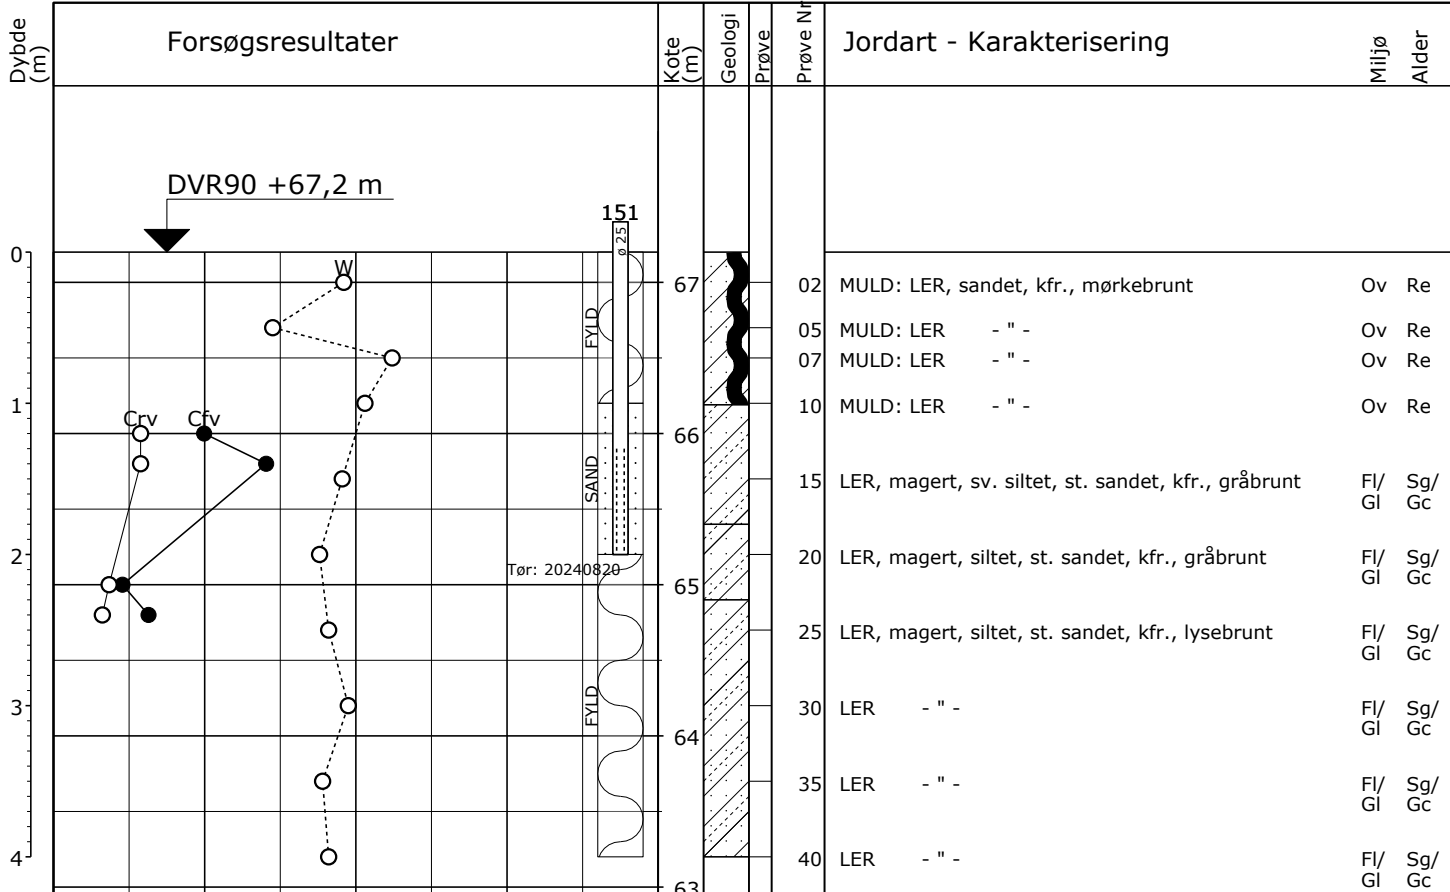 Dybde (m)
Forsøgsresultater
Kote (m)
Geologi
Prøve
Prøve Nr
Jordart - Karakterisering
Miljø
Alder
DVR90 +67,2 m
151
ø 25
0
W
67
02 MULD: LER, sandet, kfr., mørkebrunt Ov Re
FYLD
05 MULD: LER - " - Ov Re
07 MULD: LER - " - Ov Re
1
10 MULD: LER - " - Ov Re
Crv Cfv
66
SAND
15 LER, magert, sv. siltet, st. sandet, kfr., gråbrunt Fl/ Sg/
Gl Gc
2
20 LER, magert, siltet, st. sandet, kfr., gråbrunt Fl/ Sg/
Gl Gc
Tør: 20240820
65
25 LER, magert, siltet, st. sandet, kfr., lysebrunt Fl/ Sg/
Gl Gc
3
FYLD
30 LER - " - Fl/ Sg/
Gl Gc
64
35 LER - " - Fl/ Sg/
Gl Gc
4
40 LER - " - Fl/ Sg/
Gl Gc
63